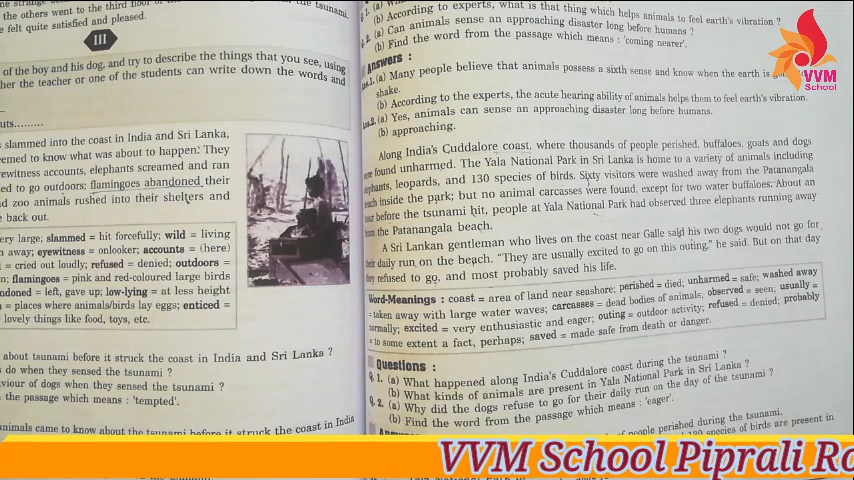 the tsunami.
the others went to the third floor of
felt quite satisfied and pleased.
III
of the boy and his dog, and try to describe the things that you see, using
her the teacher or one of the students can write down the words and
uts.........
slammed into the coast in India and Sri Lanka,
eemed to know what was about to happen. They
ewitness accounts, elephants screamed and ran
ed to go outdoors; flamingoes abandoned their
d zoo animals rushed into their shelters and
back out.
ery large; slammed = hit forcefully; wild = living
n away; eyewitness = onlooker; accounts = (here)
= cried out loudly; refused = denied; outdoors =
n; flamingoes = pink and red-coloured large birds
ndoned = left, gave up; low-lying = at less height
= places where animals/birds lay eggs; enticed =
lovely things like food, toys, etc.
about tsunami before it struck the coast in India and Sri Lanka ?
do when they sensed the tsunami ?
viour of dogs when they sensed the tsunami ?
the passage which means : 'tempted'.
animals came to know about the tsunami before it struck the coast in India
Q. 1. (a)
(b) According to experts, what is that thing which helps animals to feel earth's vibration ?
Q. 2. (a) Can animals sense an approaching disaster long before humans ?
(b) Find the word from the passage which means : 'coming nearer'.
Answers :
Ans.1. (a) Many people believe that animals possess a sixth sense and know when the earth is
shake.
(b) According to the experts, the acute hearing ability of animals helps them to feel earth's vibration.
Ans.2. (a) Yes, animals can sense an approaching disaster long before humans.
(b) approaching.
Along India's Cuddalore coast, where thousands of people perished, buffaloes, goats and dogs
were found unharmed. The Yala National Park in Sri Lanka is home to a variety of animals including
elephants, leopards, and 130 species of birds. Sixty visitors were washed away from the Patanangala
beach inside the park; but no animal carcasses were found, except for two water buffaloes. About an
hour before the tsunami hit, people at Yala National Park had observed three elephants running away
from the Patanangala beach.
A Sri Lankan gentleman who lives on the coast near Galle said his two dogs would not go for
their daily run on the beach. "They are usually excited to go on this outing," he said. But on that day
they refused to go, and most probably saved his life.
Word-Meanings : coast = area of land near seashore; perished = died; unharmed = safe; washed away
= taken away with large water waves; carcasses = dead bodies of animals; observed = seen; usually =
normally; excited = very enthusiastic and eager; outing = outdoor activity; refused = denied; probably
= to some extent a fact, perhaps; saved = made safe from death or danger.
Questions :
Q. 1. (a) What happened along India's Cuddalore coast during the tsunami ?
(b) What kinds of animals are present in Yala National Park in Sri Lanka ?
Q. 2. (a) Why did the dogs refuse to go for their daily run on the day of the tsunami ?
(b) Find the word from the passage which means : 'eager'.
of people perished during the tsunami.
130 species of birds are present in
VVM
School
VVM School Piprali Ro